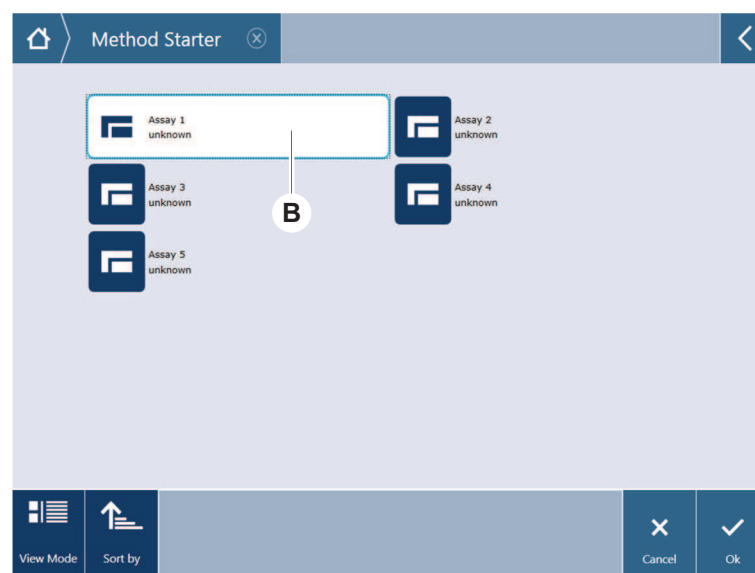 Method Starter
Assay 1
unknown
Assay 2
unknown
Assay 3
unknown
Assay 4
unknown
B
Assay 5
unknown
View Mode
Sort by
Cancel
Ok